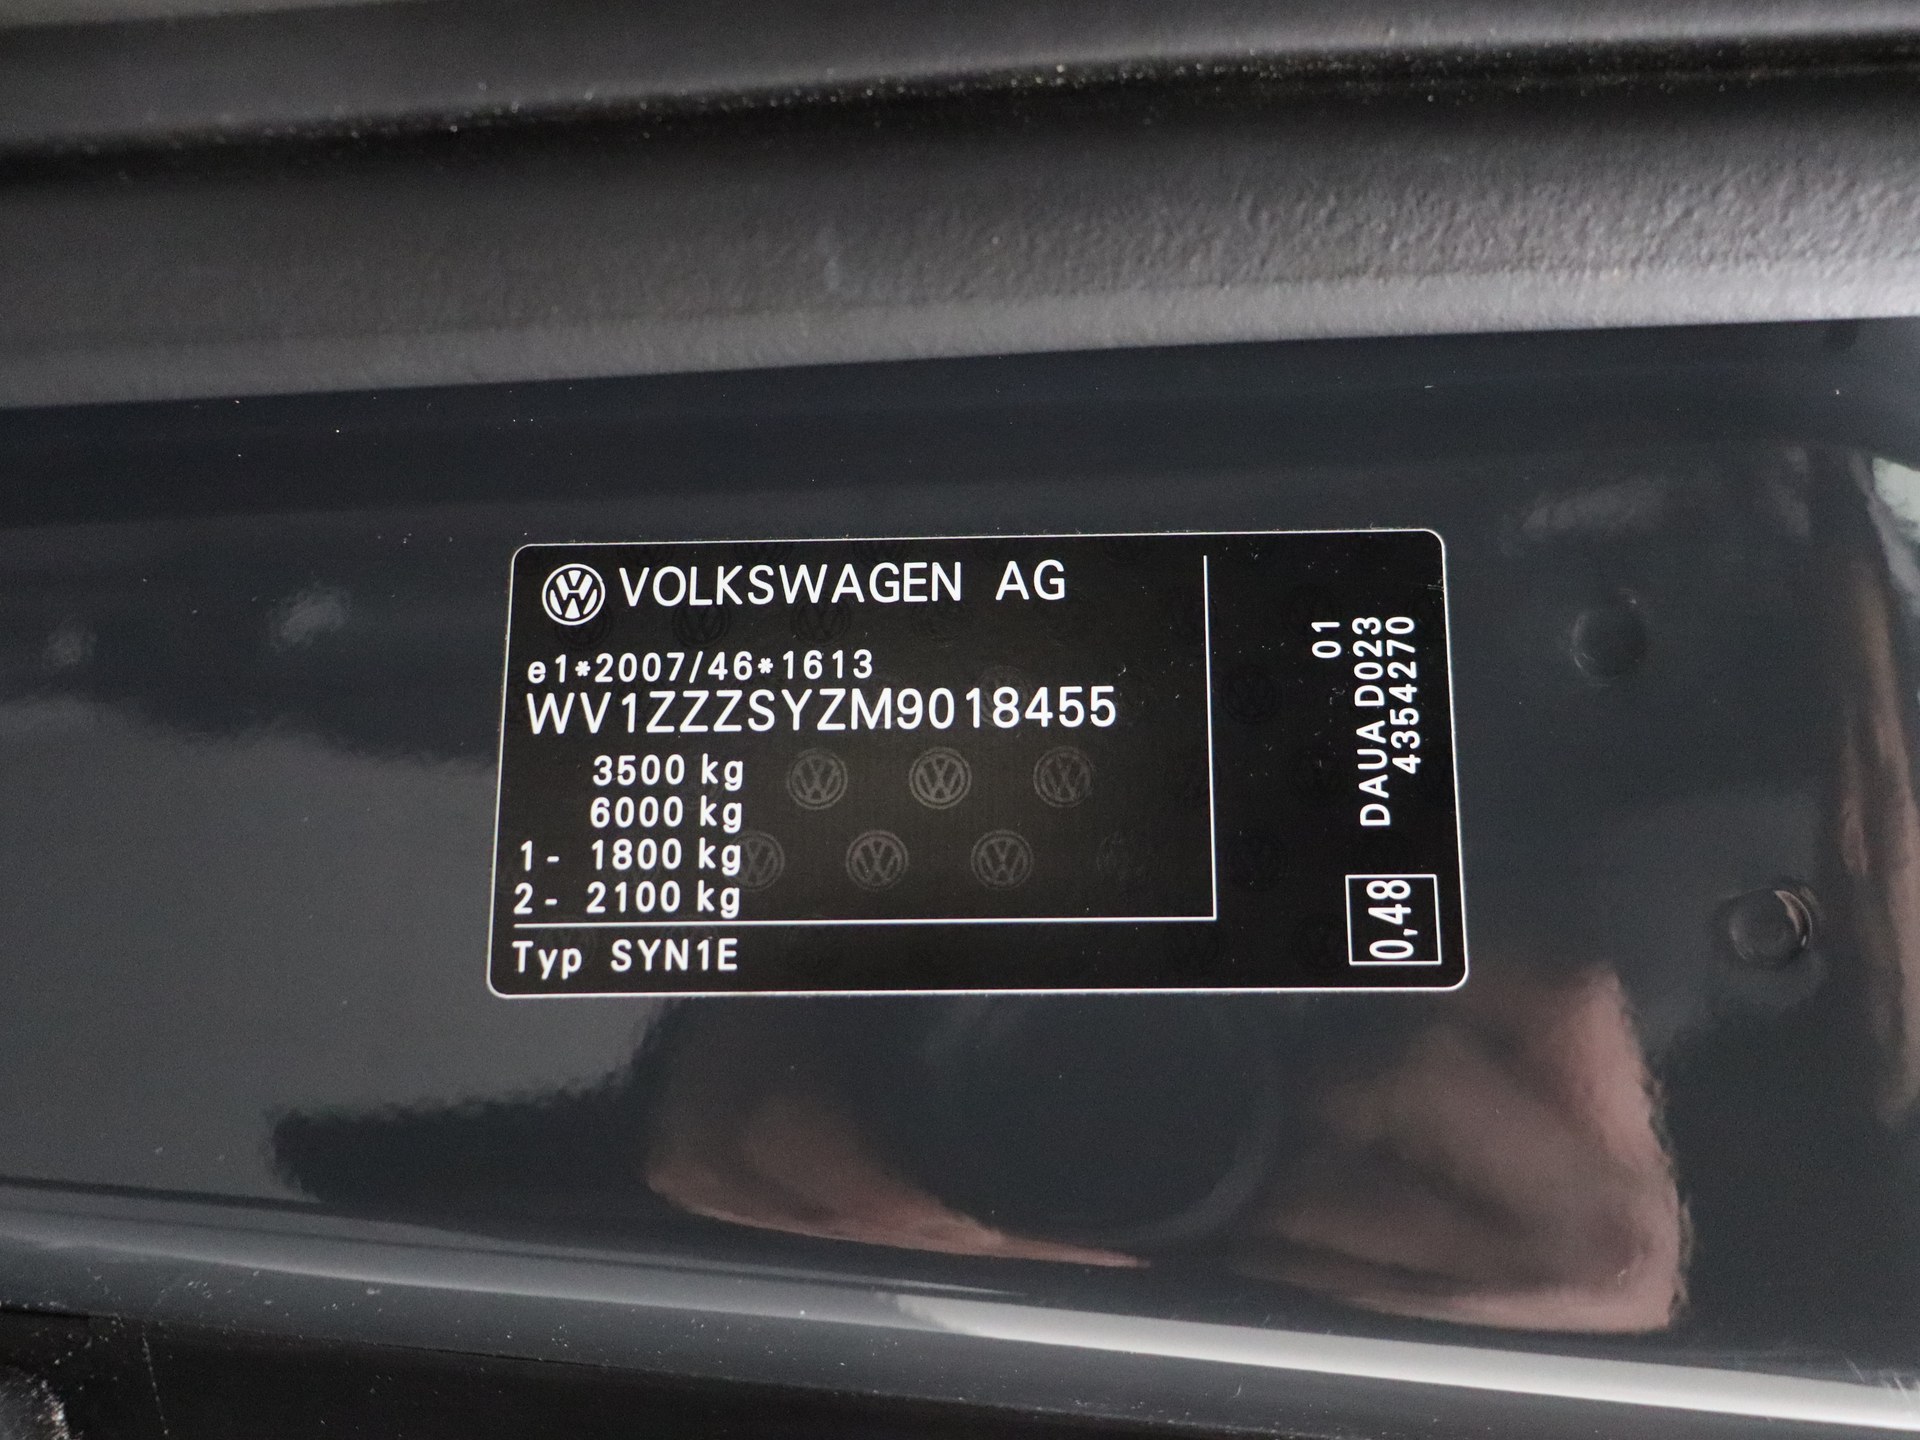 VOLKSWAGEN AG
e1*2007/46*1613
WV1ZZZSYZM9018455
3500 kg
6000 kg
1- 1800 kg
2- 2100 kg
Typ SYN1E
01
DAUA D023
4354270
0,48